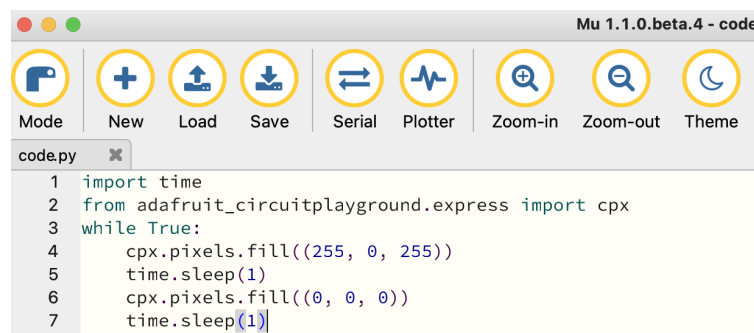 Mu 1.1.0.beta.4 - code
Mode New Load Save Serial Plotter Zoom-in Zoom-out Theme
code.py
1 import time
2 from adafruit_circuitplayground.express import cpx
3 while True:
4     cpx.pixels.fill((255, 0, 255))
5     time.sleep(1)
6     cpx.pixels.fill((0, 0, 0))
7     time.sleep(1)